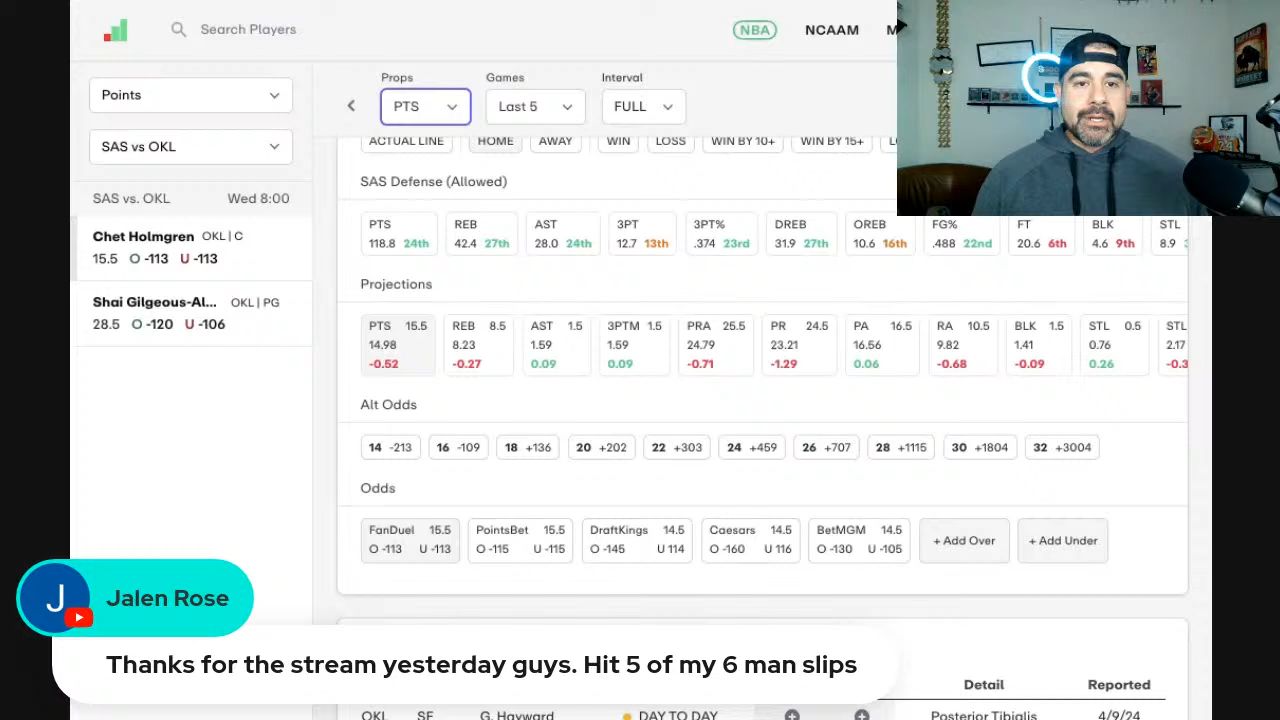 Search Players
NBA
NCAAM
M
Points
SAS vs OKL
SAS vs. OKL Wed 8:00
Chet Holmgren OKL | C
15.5 O -113 U -113
Shai Gilgeous-Al... OKL | PG
28.5 O -120 U -106
Props Games Interval
PTS Last 5 FULL
ACTUAL LINE HOME AWAY WIN LOSS WIN BY 10+ WIN BY 15+
SAS Defense (Allowed)
PTS REB AST 3PT 3PT% DREB OREB FG% FT BLK STL
118.8 24th 42.4 27th 28.0 24th 12.7 13th .374 23rd 31.9 27th 10.6 16th .488 22nd 20.6 6th 4.6 9th 8.9
Projections
PTS 15.5 REB 8.5 AST 1.5 3PTM 1.5 PRA 25.5 PR 24.5 PA 16.5 RA 10.5 BLK 1.5 STL 0.5 STL
14.98 8.23 1.59 1.59 24.79 23.21 16.56 9.82 1.41 0.76 2.17
-0.52 -0.27 0.09 0.09 -0.71 -1.29 0.06 -0.68 -0.09 0.26 -0.3
Alt Odds
14 -213 16 -109 18 +136 20 +202 22 +303 24 +459 26 +707 28 +1115 30 +1804 32 +3004
Odds
FanDuel 15.5 PointsBet 15.5 DraftKings 14.5 Caesars 14.5 BetMGM 14.5
O -113 U -113 O -115 U -115 O -145 U 114 O -160 U 116 O -130 U -105
+ Add Over + Add Under
Detail Reported
OKL SF G. Hayward DAY TO DAY Posterior Tibialis 4/9/24
J
Jalen Rose
Thanks for the stream yesterday guys. Hit 5 of my 6 man slips